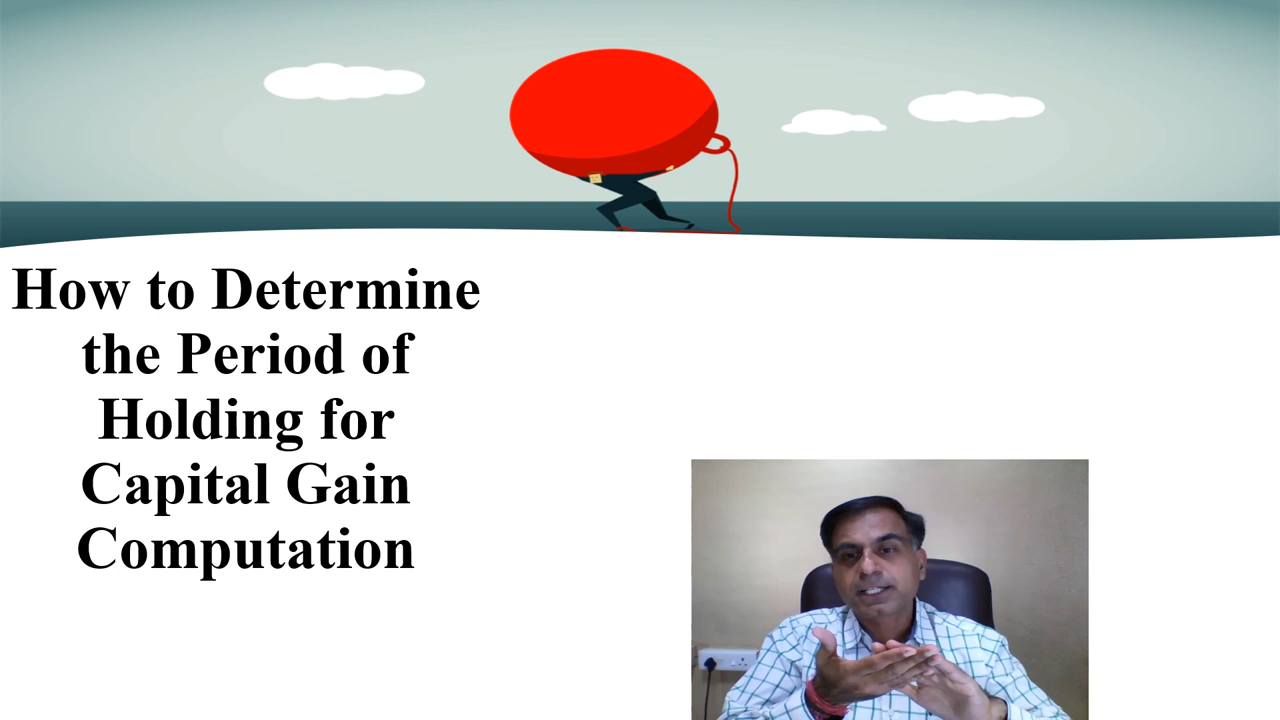 How to Determine
the Period of
Holding for
Capital Gain
Computation